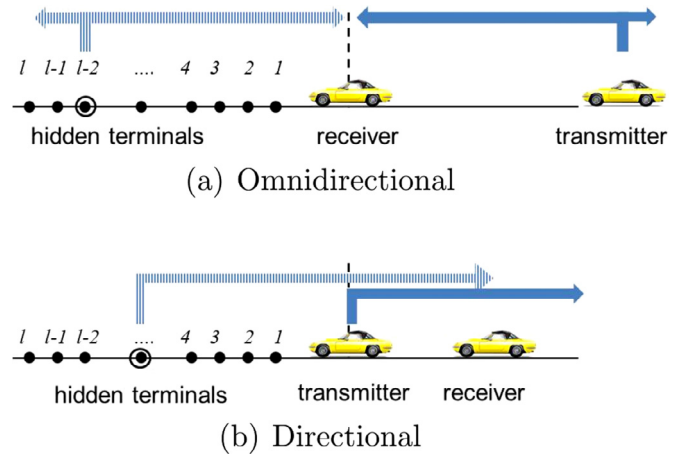 l l-1 l-2 .... 4 3 2 1
hidden terminals receiver transmitter
(a) Omnidirectional
l l-1 l-2 .... 4 3 2 1
hidden terminals transmitter receiver
(b) Directional